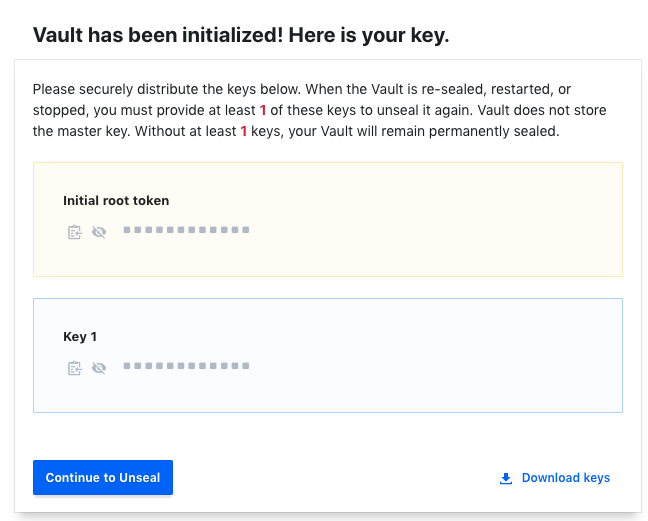 Vault has been initialized! Here is your key.
Please securely distribute the keys below. When the Vault is re-sealed, restarted, or
stopped, you must provide at least 1 of these keys to unseal it again. Vault does not store
the master key. Without at least 1 keys, your Vault will remain permanently sealed.
Initial root token
Key 1
Continue to Unseal
Download keys